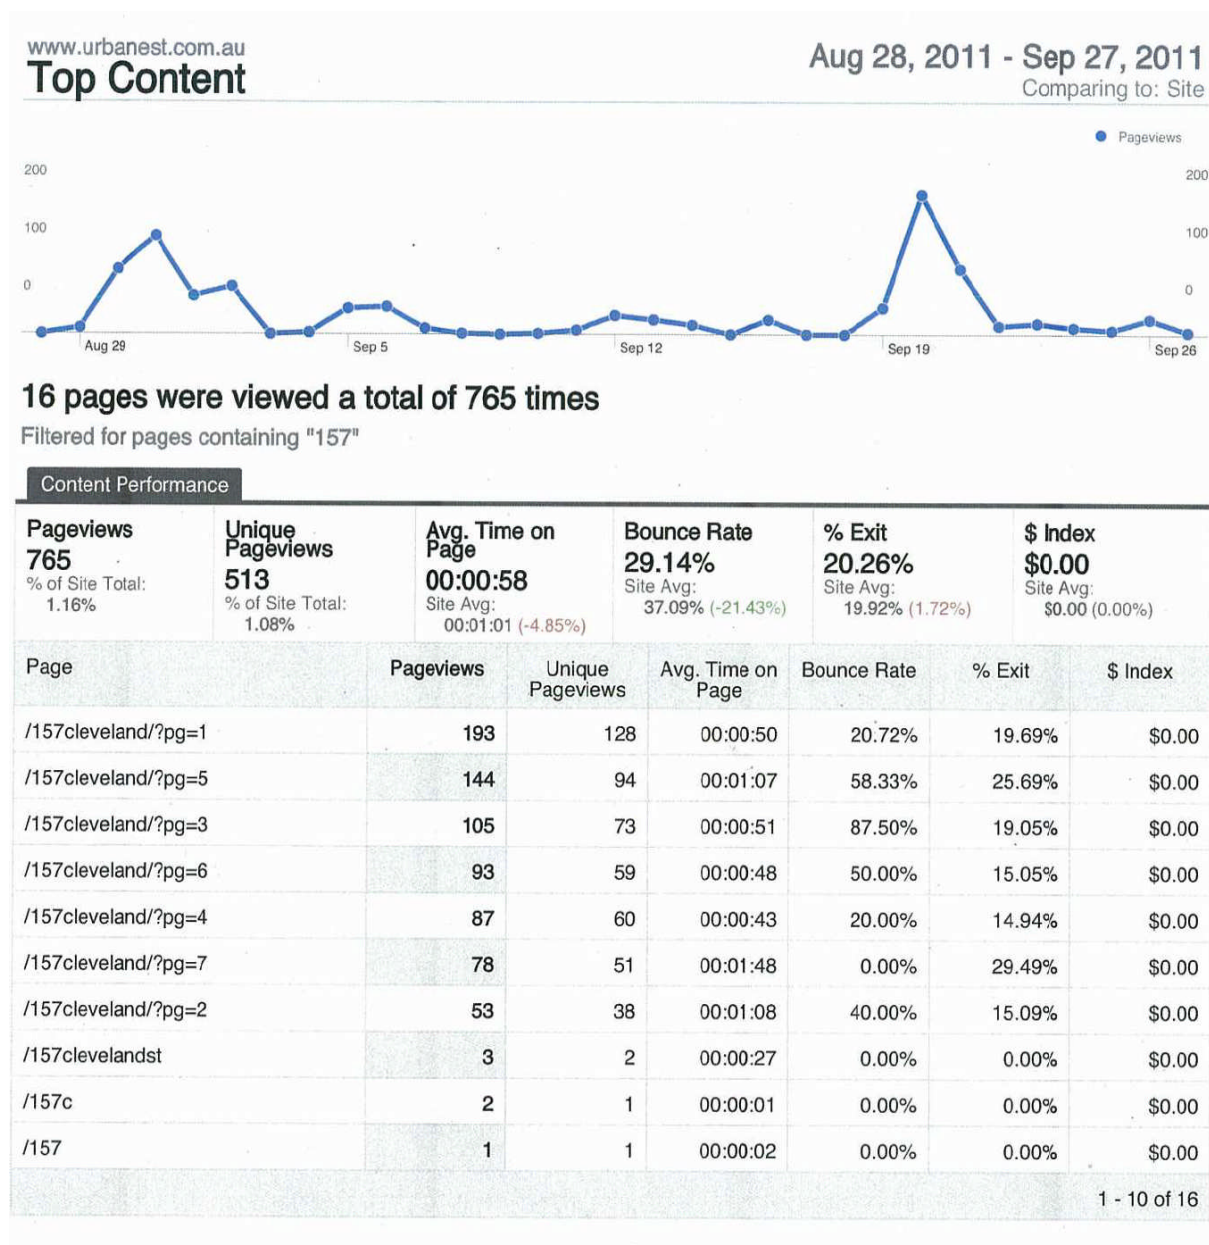 www.urbanest.com.au
Top Content
Aug 28, 2011 - Sep 27, 2011
Comparing to: Site
Pageviews
200 200
100 100
0 0
Aug 29 Sep 5 Sep 12 Sep 19 Sep 26
16 pages were viewed a total of 765 times
Filtered for pages containing "157"
Content Performance
Pageviews
765
% of Site Total:
1.16%
Unique
Pageviews
513
% of Site Total:
1.08%
Avg. Time on
Page
00:00:58
Site Avg:
00:01:01 (-4.85%)
Bounce Rate
29.14%
Site Avg:
37.09% (-21.43%)
% Exit
20.26%
Site Avg:
19.92% (1.72%)
$ Index
$0.00
Site Avg:
$0.00 (0.00%)
Page Pageviews Unique Pageviews Avg. Time on Page Bounce Rate % Exit $ Index
/157cleveland/?pg=1 193 128 00:00:50 20.72% 19.69% $0.00
/157cleveland/?pg=5 144 94 00:01:07 58.33% 25.69% $0.00
/157cleveland/?pg=3 105 73 00:00:51 87.50% 19.05% $0.00
/157cleveland/?pg=6 93 59 00:00:48 50.00% 15.05% $0.00
/157cleveland/?pg=4 87 60 00:00:43 20.00% 14.94% $0.00
/157cleveland/?pg=7 78 51 00:01:48 0.00% 29.49% $0.00
/157cleveland/?pg=2 53 38 00:01:08 40.00% 15.09% $0.00
/157clevelandst 3 2 00:00:27 0.00% 0.00% $0.00
/157c 2 1 00:00:01 0.00% 0.00% $0.00
/157 1 1 00:00:02 0.00% 0.00% $0.00
1 - 10 of 16